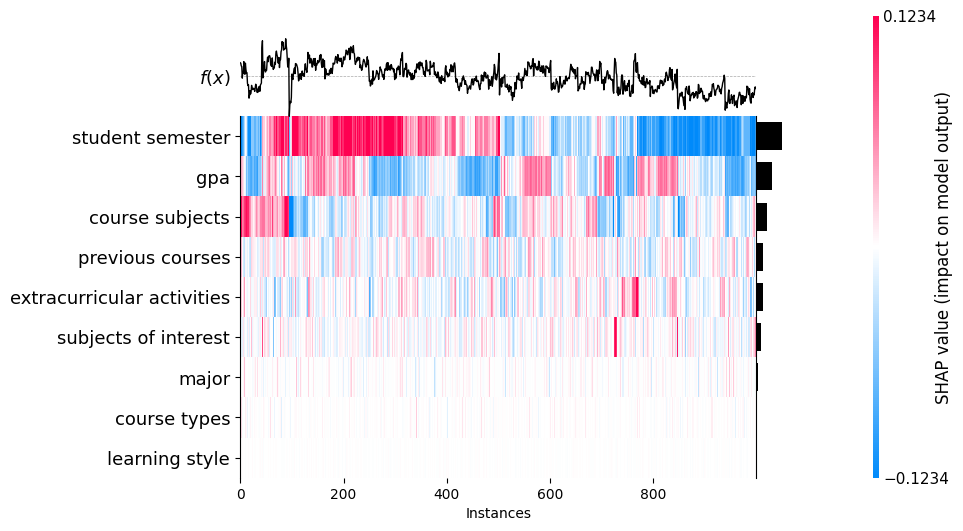 0.1234
f(x)
student semester
gpa
course subjects
previous courses
extracurricular activities
subjects of interest
major
course types
learning style
0 200 400 600 800
Instances
SHAP value (impact on model output)
−0.1234